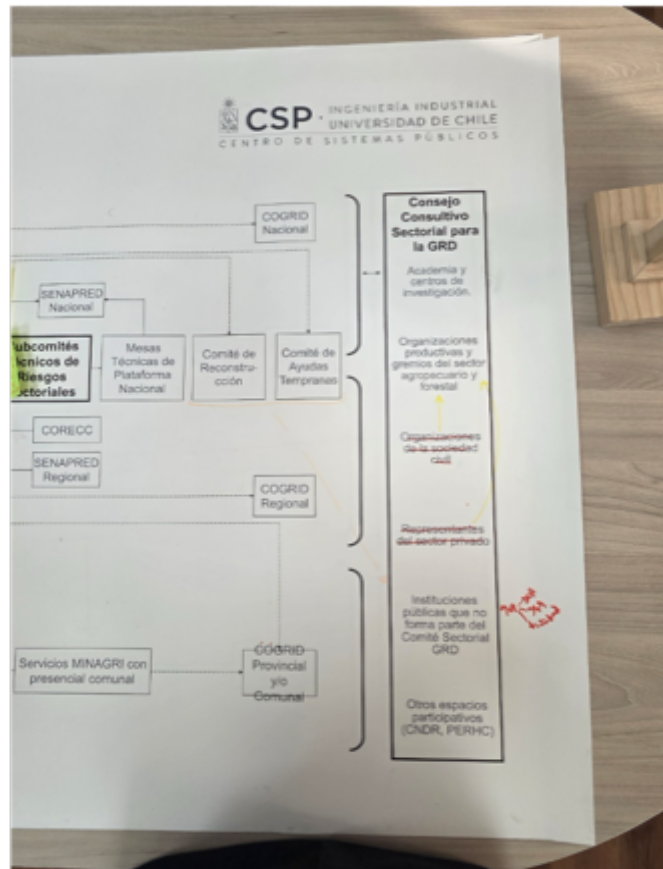 CSP · INGENIERÍA INDUSTRIAL
UNIVERSIDAD DE CHILE
CENTRO DE SISTEMAS PÚBLICOS
COGRID
Nacional
SENAPRED
Nacional
ubcomités
cnicos de
Riesgos
ectoriales
Mesas
Técnicas de
Plataforma
Nacional
Comité de
Reconstru-
cción
Comité de
Ayudas
Tempranas
CORECC
SENAPRED
Regional
COGRID
Regional
Servicios MINAGRI con
presencial comunal
COGRID
Provincial
y/o
Comunal
Consejo
Consultivo
Sectorial para
la GRD
Academia y
centros de
investigación.
Organizaciones
productivas y
gremios del sector
agropecuario y
forestal
Organizaciones
de la sociedad
civil
Representantes
del sector privado
Instituciones
públicas que no
forma parte del
Comité Sectorial
GRD
Otros espacios
participativos
(CNDR, PERHC)